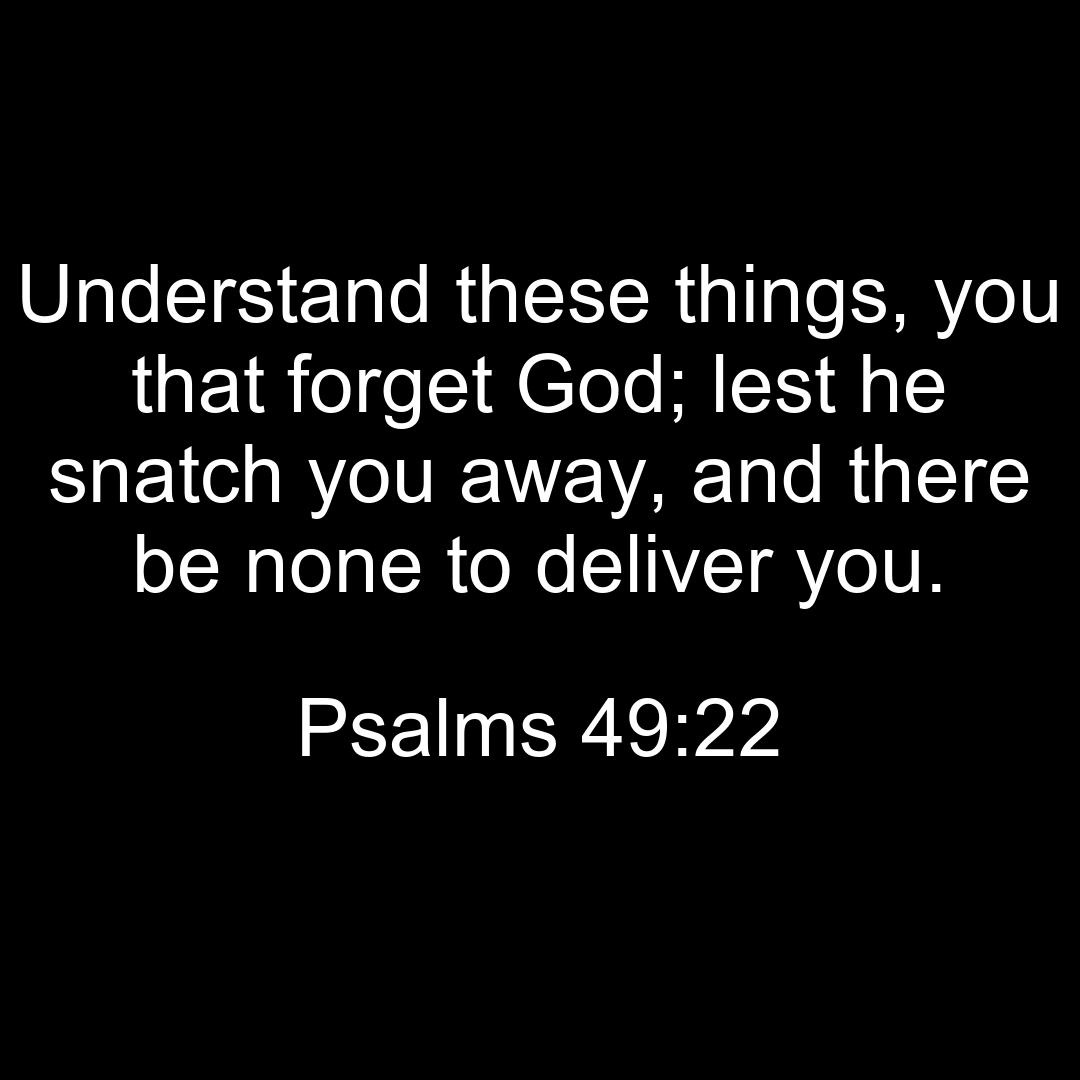 Understand these things, you
that forget God; lest he
snatch you away, and there
be none to deliver you.
Psalms 49:22